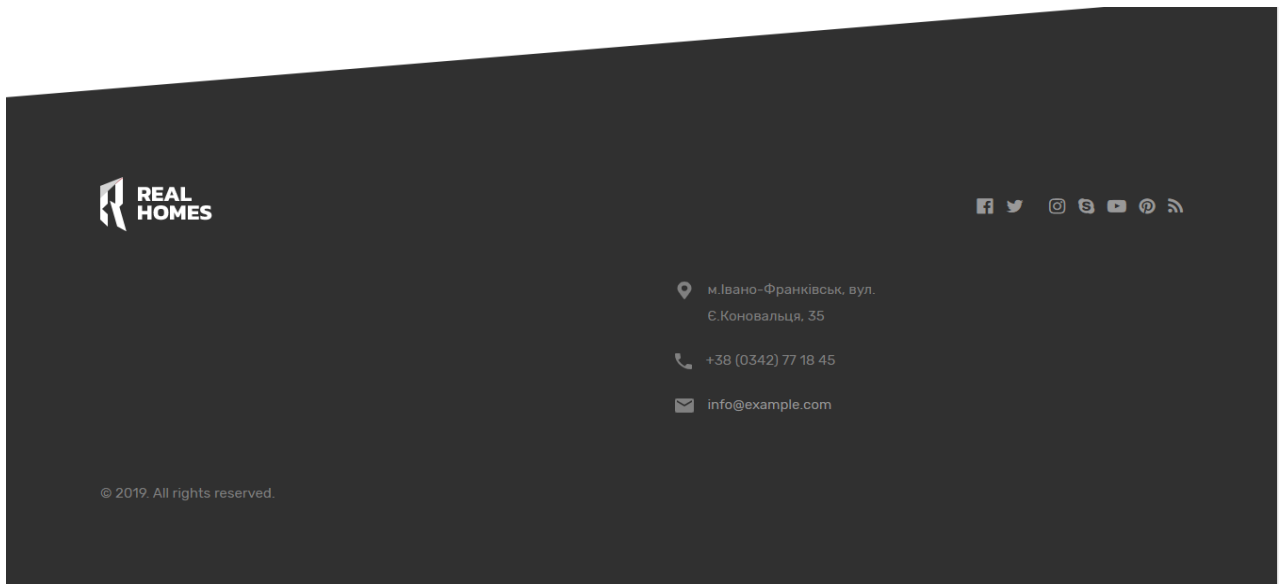 REAL
HOMES
м.Івано-Франківськ, вул.
Є.Коновальця, 35
+38 (0342) 77 18 45
info@example.com
© 2019. All rights reserved.